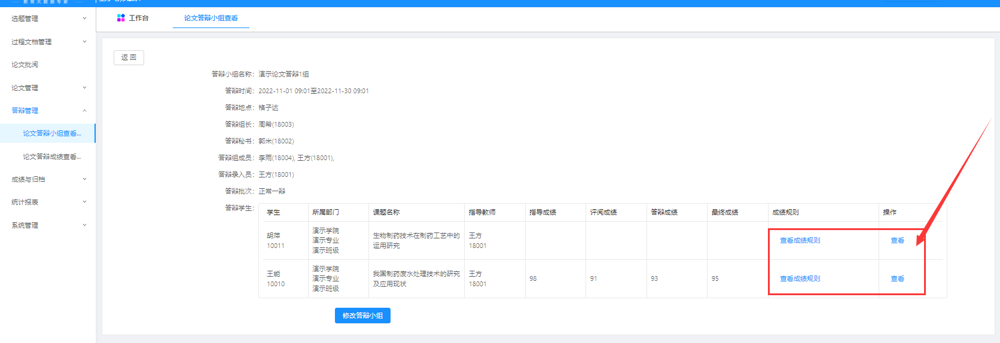 教育大数据专家
选题管理
过程文档管理
论文批阅
论文管理
答辩管理
论文答辩小组查看...
论文答辩成绩查看...
成绩与归档
统计报表
系统管理
工作台
论文答辩小组查看
返 回
答辩小组名称: 演示论文答辩1组
答辩时间: 2022-11-01 09:01至2022-11-30 09:01
答辩地点: 格子达
答辩组长: 周希(18003)
答辩秘书: 郭米(18002)
答辩组成员: 李雨(18004), 王方(18001),
答辩录入员: 王方(18001)
答辩批次: 正常一辩
答辩学生:
学生 所属部门 课题名称 指导教师 指导成绩 评阅成绩 答辩成绩 最终成绩 成绩规则 操作
胡萍
10011
演示学院
演示专业
演示班级
生物制药技术在制药工艺中的
运用研究
王方
18001
查看成绩规则
查看
王能
10010
演示学院
演示专业
演示班级
我国制药废水处理技术的研究
及应用现状
王方
18001
98
91
93
95
查看成绩规则
查看
修改答辩小组